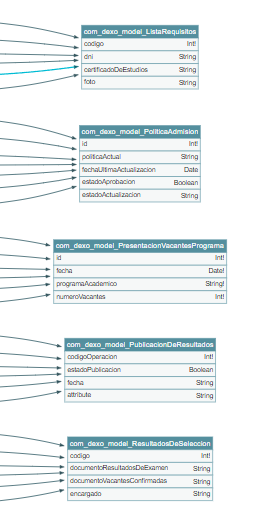 com_dexo_model_ListaRequisitos
codigo Int!
dni String
certificadoDeEstudios String
foto String
com_dexo_model_PoliticaAdmision
id Int!
politicaActual String
fechaUltimaActualizacion Date
estadoAprobacion Boolean
estadoActualizacion String
com_dexo_model_PresentacionVacantesPrograma
id Int!
fecha Date!
programaAcademico String!
numeroVacantes Int!
com_dexo_model_PublicacionDeResultados
codigoOperacion Int!
estadoPublicacion Boolean
fecha String
attribute String
com_dexo_model_ResultadosDeSeleccion
codigo Int!
documentoResultadosDeExamen String
documentoVacantesConfirmadas String
encargado String